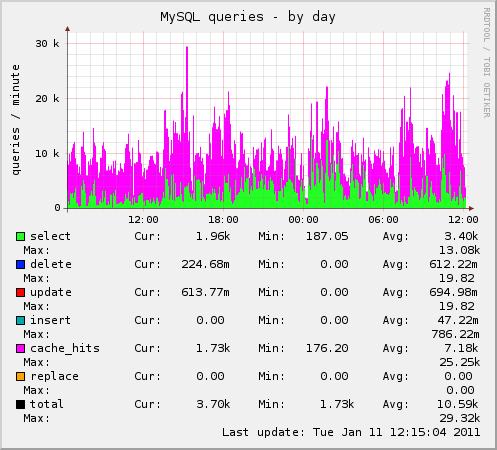 MySQL queries - by day
RRDTOOL / TOBI OETIKER
queries / minute
30 k
20 k
10 k
0
12:00 18:00 00:00 06:00 12:00
select Cur: 1.96k Min: 187.05 Avg: 3.40k
Max: 13.08k
delete Cur: 224.68m Min: 0.00 Avg: 612.22m
Max: 19.82
update Cur: 613.77m Min: 0.00 Avg: 694.98m
Max: 19.82
insert Cur: 0.00 Min: 0.00 Avg: 47.22m
Max: 786.22m
cache_hits Cur: 1.73k Min: 176.20 Avg: 7.18k
Max: 25.25k
replace Cur: 0.00 Min: 0.00 Avg: 0.00
Max: 0.00
total Cur: 3.70k Min: 1.73k Avg: 10.59k
Max: 29.32k
Last update: Tue Jan 11 12:15:04 2011